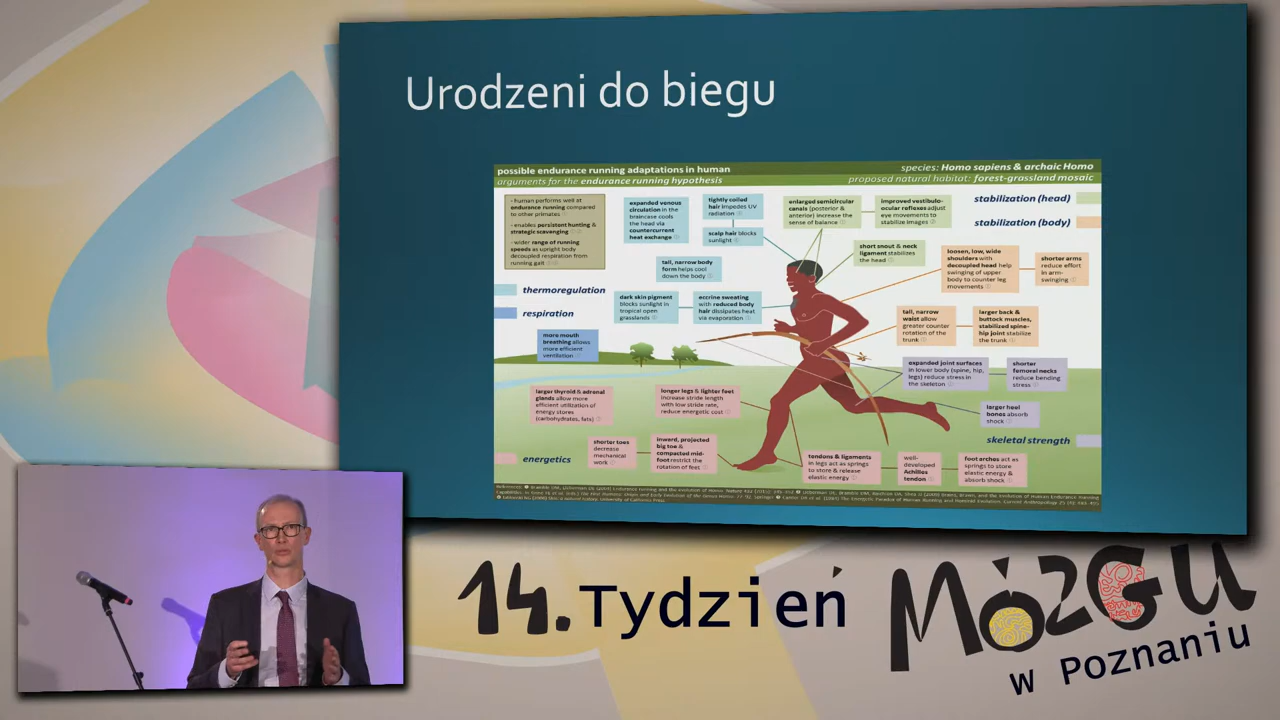 Urodzeni do biegu
possible endurance running adaptations in human
arguments for the endurance running hypothesis
species: Homo sapiens & archaic Homo
proposed natural habitat: forest-grassland mosaic
- human performs well at
endurance running compared
to other primates
- enables persistent hunting &
strategic scavenging
- wider range of running
speeds as upright body
decoupled respiration from
running gait
expanded venous
circulation in the
braincase cools
the head via
countercurrent
heat exchange
tightly coiled
hair impedes UV
radiation
scalp hair blocks
sunlight
enlarged semicircular
canals (posterior &
anterior) increase the
sense of balance
improved vestibulo-
ocular reflexes adjust
eye movements to
stabilize images
stabilization (head)
stabilization (body)
short snout & neck
ligament stabilizes
the head
loosen, low, wide
shoulders with
decoupled head help
swinging of upper
body to counter leg
movements
shorter arms
reduce effort
in arm-
swinging
tall, narrow body
form helps cool
down the body
thermoregulation
respiration
dark skin pigment
blocks sunlight in
tropical open
grasslands
eccrine sweating
with reduced body
hair dissipates heat
via evaporation
tall, narrow
waist allow
greater counter
rotation of the
trunk
larger back &
buttock muscles,
stabilized spine-
hip joint stabilize
the trunk
more mouth
breathing allows
more efficient
ventilation
expanded joint surfaces
in lower body (spine, hip,
legs) reduce stress in
the skeleton
shorter
femoral necks
reduce bending
stress
larger thyroid & adrenal
glands allow more
efficient utilization of
energy stores
(carbohydrates, fats)
longer legs & lighter feet
increase stride length
with low stride rate,
reduce energetic cost
larger heel
bones absorb
shock
skeletal strength
energetics
shorter toes
decrease
mechanical
work
inward, projected
big toe &
compacted mid-
foot restrict the
rotation of feet
tendons & ligaments
in legs act as springs
to store & release
elastic energy
well-
developed
Achilles
tendon
foot arches act as
springs to store
elastic energy &
absorb shock
14. Tydzień
MÓZGU
w Poznaniu